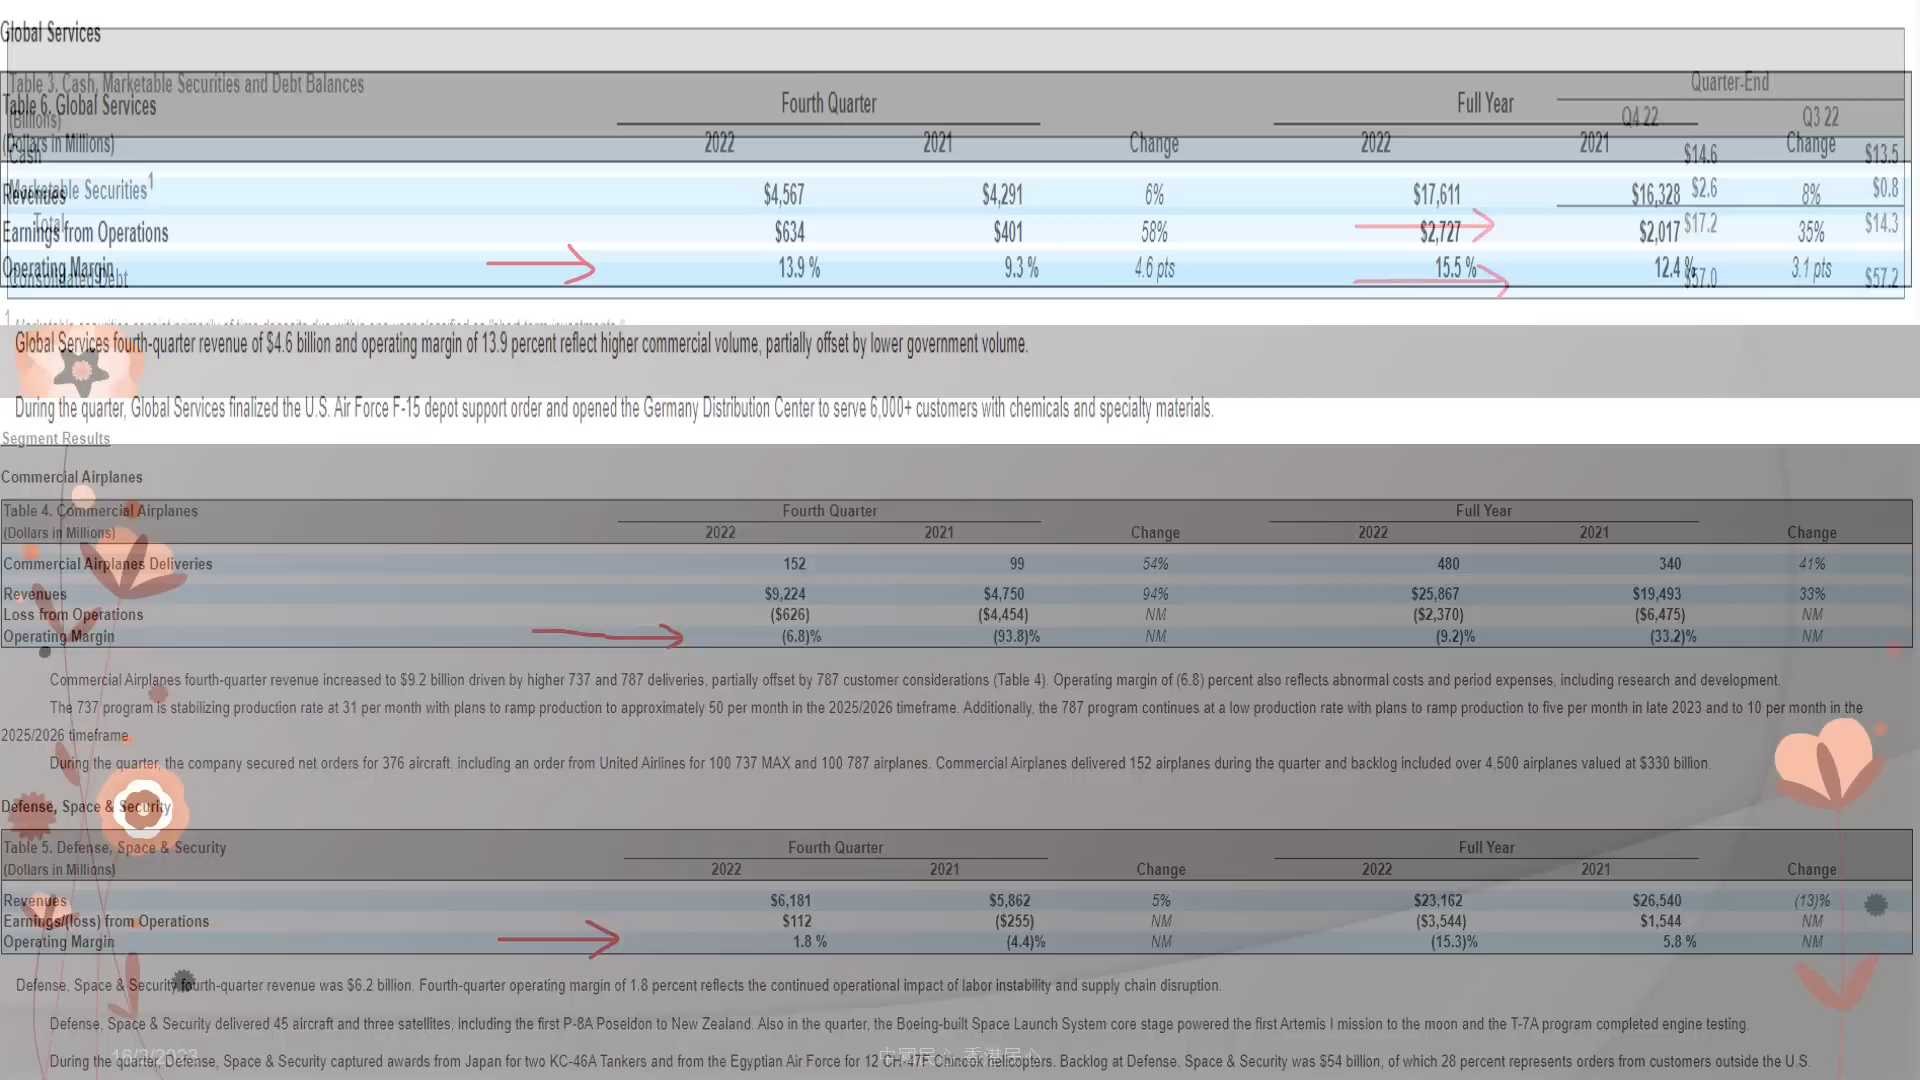 Global Services
Table 3. Cash, Marketable Securities and Debt Balances
Quarter-End
Table 6. Global Services
Fourth Quarter
Full Year
(Billions)
Q4 22
Q3 22
(Dollars in Millions)
2022
2021
Change
2022
2021
Change
Cash
$14.6
$13.5
Marketable Securities1
$2.6
$0.8
Revenues
$4,567
$4,291
6%
$17,611
$16,328
8%
Total
$17.2
$14.3
Earnings from Operations
$634
$401
58%
$2,727
$2,017
35%
Operating Margin
13.9 %
9.3 %
4.6 pts
15.5 %
12.4 %
3.1 pts
Consolidated Debt
$57.0
$57.2
1 Marketable securities consist primarily of time deposits due within one year classified as "short-term investments."
Global Services fourth-quarter revenue of $4.6 billion and operating margin of 13.9 percent reflect higher commercial volume, partially offset by lower government volume.
During the quarter, Global Services finalized the U.S. Air Force F-15 depot support order and opened the Germany Distribution Center to serve 6,000+ customers with chemicals and specialty materials.
Segment Results
Commercial Airplanes
Table 4. Commercial Airplanes
Fourth Quarter
Full Year
(Dollars in Millions)
2022
2021
Change
2022
2021
Change
Commercial Airplanes Deliveries
152
99
54%
480
340
41%
Revenues
$9,224
$4,750
94%
$25,867
$19,493
33%
Loss from Operations
($626)
($4,454)
NM
($2,370)
($6,475)
NM
Operating Margin
(6.8)%
(93.8)%
NM
(9.2)%
(33.2)%
NM
Commercial Airplanes fourth-quarter revenue increased to $9.2 billion driven by higher 737 and 787 deliveries, partially offset by 787 customer considerations (Table 4). Operating margin of (6.8) percent also reflects abnormal costs and period expenses, including research and development.
The 737 program is stabilizing production rate at 31 per month with plans to ramp production to approximately 50 per month in the 2025/2026 timeframe. Additionally, the 787 program continues at a low production rate with plans to ramp production to five per month in late 2023 and to 10 per month in the
2025/2026 timeframe.
During the quarter, the company secured net orders for 376 aircraft, including an order from United Airlines for 100 737 MAX and 100 787 airplanes. Commercial Airplanes delivered 152 airplanes during the quarter and backlog included over 4,500 airplanes valued at $330 billion.
Defense, Space & Security
Table 5. Defense, Space & Security
Fourth Quarter
Full Year
(Dollars in Millions)
2022
2021
Change
2022
2021
Change
Revenues
$6,181
$5,862
5%
$23,162
$26,540
(13)%
Earnings/(loss) from Operations
$112
($255)
NM
($3,544)
$1,544
NM
Operating Margin
1.8 %
(4.4)%
NM
(15.3)%
5.8 %
NM
Defense, Space & Security fourth-quarter revenue was $6.2 billion. Fourth-quarter operating margin of 1.8 percent reflects the continued operational impact of labor instability and supply chain disruption.
Defense, Space & Security delivered 45 aircraft and three satellites, including the first P-8A Poseidon to New Zealand. Also in the quarter, the Boeing-built Space Launch System core stage powered the first Artemis I mission to the moon and the T-7A program completed engine testing.
16/2/2023
中國民心 香港民心
During the quarter, Defense, Space & Security captured awards from Japan for two KC-46A Tankers and from the Egyptian Air Force for 12 CH-47F Chinook helicopters. Backlog at Defense, Space & Security was $54 billion, of which 28 percent represents orders from customers outside the U.S.